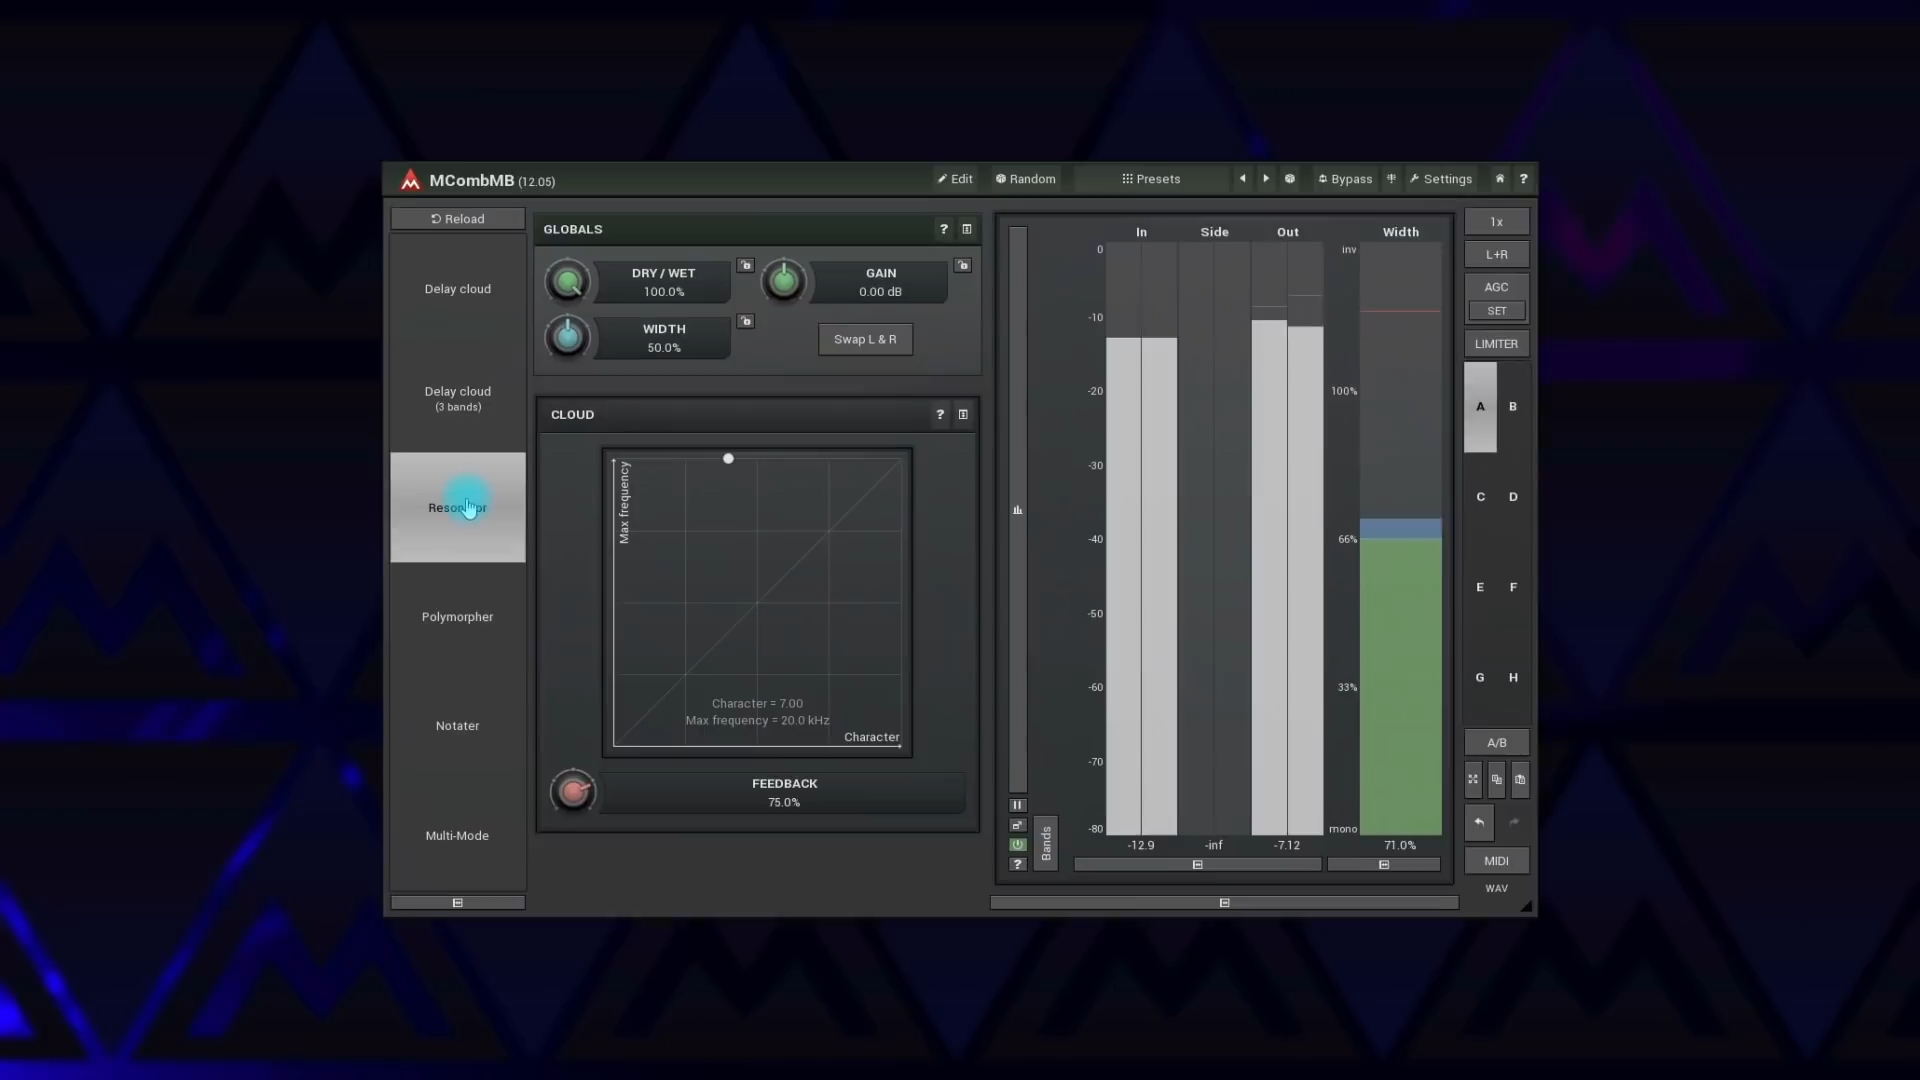 MCombMB (12.05)
Edit
Random
Presets
Bypass
Settings
?
Reload
Delay cloud
Delay cloud
(3 bands)
Polymorpher
Notater
Multi-Mode
GLOBALS
?
DRY / WET
100.0%
GAIN
0.00 dB
WIDTH
50.0%
Swap L & R
CLOUD
?
Max frequency
Character = 7.00
Max frequency = 20.0 kHz
Character
FEEDBACK
75.0%
In
Side
Out
Width
0
-10
-20
-30
-40
-50
-60
-70
-80
inv
100%
66%
33%
mono
-12.9
-inf
-7.12
71.0%
?
Bands
1x
L+R
AGC
SET
LIMITER
A
B
C
D
E
F
G
H
A/B
MIDI
WAV